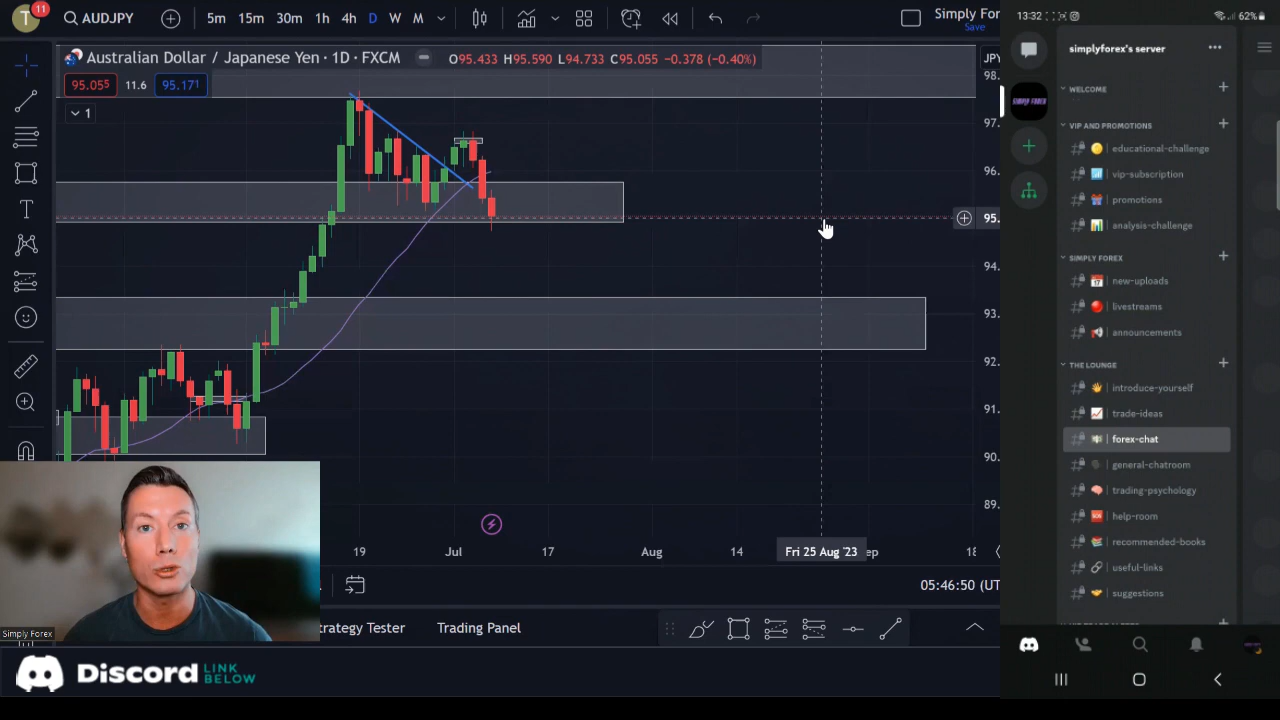 T
11
AUDJPY
5m 15m 30m 1h 4h D W M
Simply For
Save
Australian Dollar / Japanese Yen · 1D · FXCM
O95.433 H95.590 L94.733 C95.055 -0.378 (-0.40%)
JPY
95.055 11.6 95.171
1
98.
97.
96.
95.
94.
93.
92.
91.
90.
89.
19 Jul 17 Aug 14 Fri 25 Aug '23 ep 18
05:46:50 (UT
trategy Tester Trading Panel
Simply Forex
Discord LINK BELOW
13:32
62%
simplyforex's server
SIMPLY FOREX
WELCOME
VIP AND PROMOTIONS
educational-challenge
vip-subscription
promotions
analysis-challenge
SIMPLY FOREX
new-uploads
livestreams
announcements
THE LOUNGE
introduce-yourself
trade-ideas
forex-chat
general-chatroom
trading-psychology
help-room
recommended-books
useful-links
suggestions